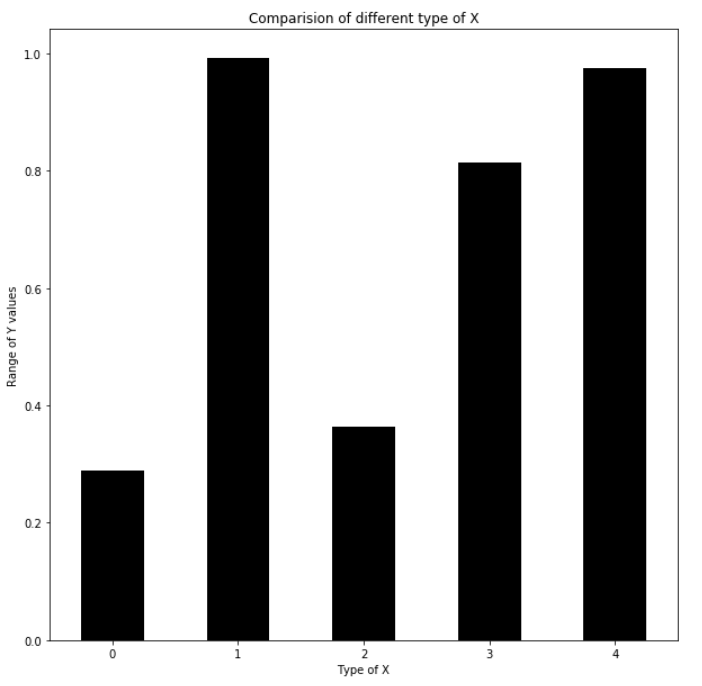 Comparision of different type of X
1.0
0.8
0.6
0.4
0.2
0.0
Range of Y values
0 1 2 3 4
Type of X